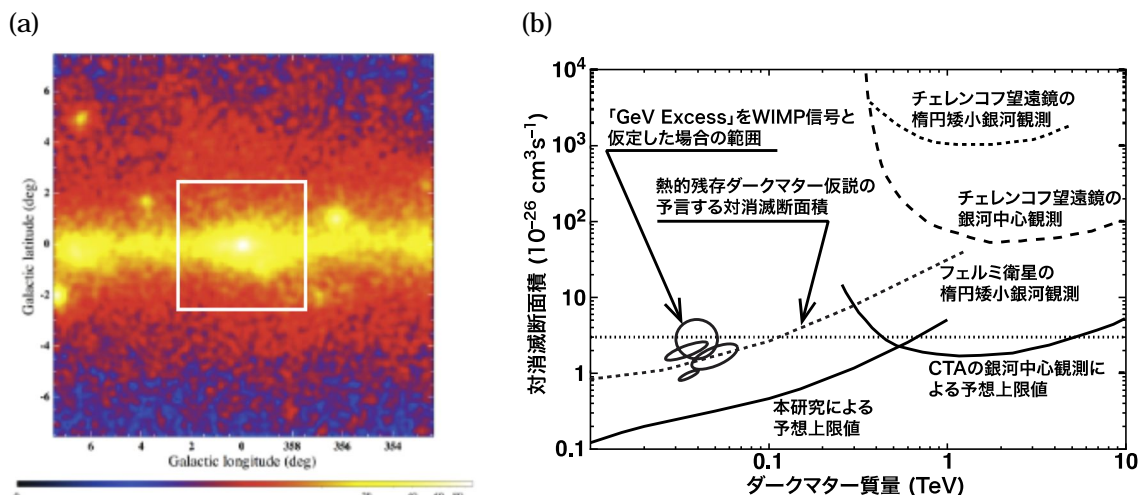 (a)
(b)
Galactic latitude (deg)
6
4
2
0
-2
-4
-6
6
4
2
0
358
356
354
Galactic longitude (deg)
対消滅断面積 (10⁻²⁶ cm³s⁻¹)
10⁴
10³
10²
10
1
0.1
0.1
1
10
ダークマター質量 (TeV)
「GeV Excess」をWIMP信号と
仮定した場合の範囲
熱的残存ダークマター仮説の
予言する対消滅断面積
チェレンコフ望遠鏡の
楕円矮小銀河観測
チェレンコフ望遠鏡の
銀河中心観測
フェルミ衛星の
楕円矮小銀河観測
CTAの銀河中心観測に
よる予想上限値
本研究による
予想上限値